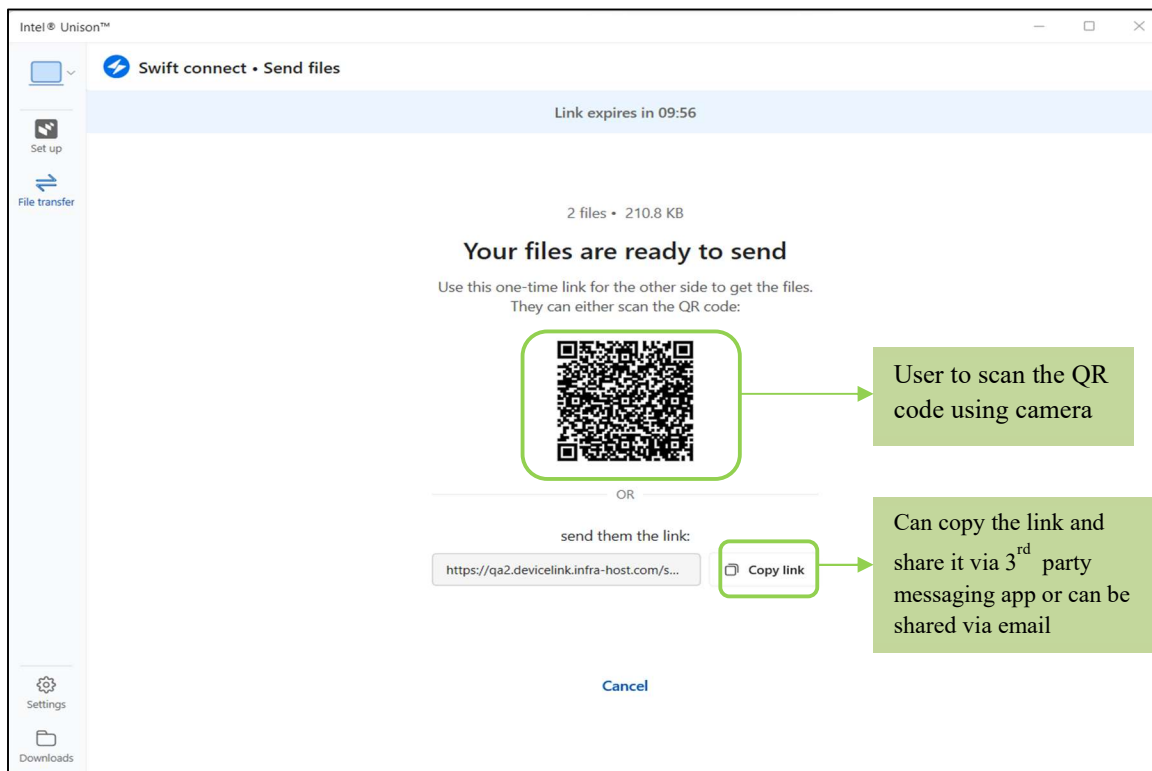 Intel® Unison™
Swift connect • Send files
Link expires in 09:56
Set up
File transfer
2 files • 210.8 KB
Your files are ready to send
Use this one-time link for the other side to get the files.
They can either scan the QR code:
User to scan the QR
code using camera
OR
send them the link:
https://qa2.devicelink.infra-host.com/s...
Copy link
Can copy the link and
share it via 3rd party
messaging app or can be
shared via email
Cancel
Settings
Downloads